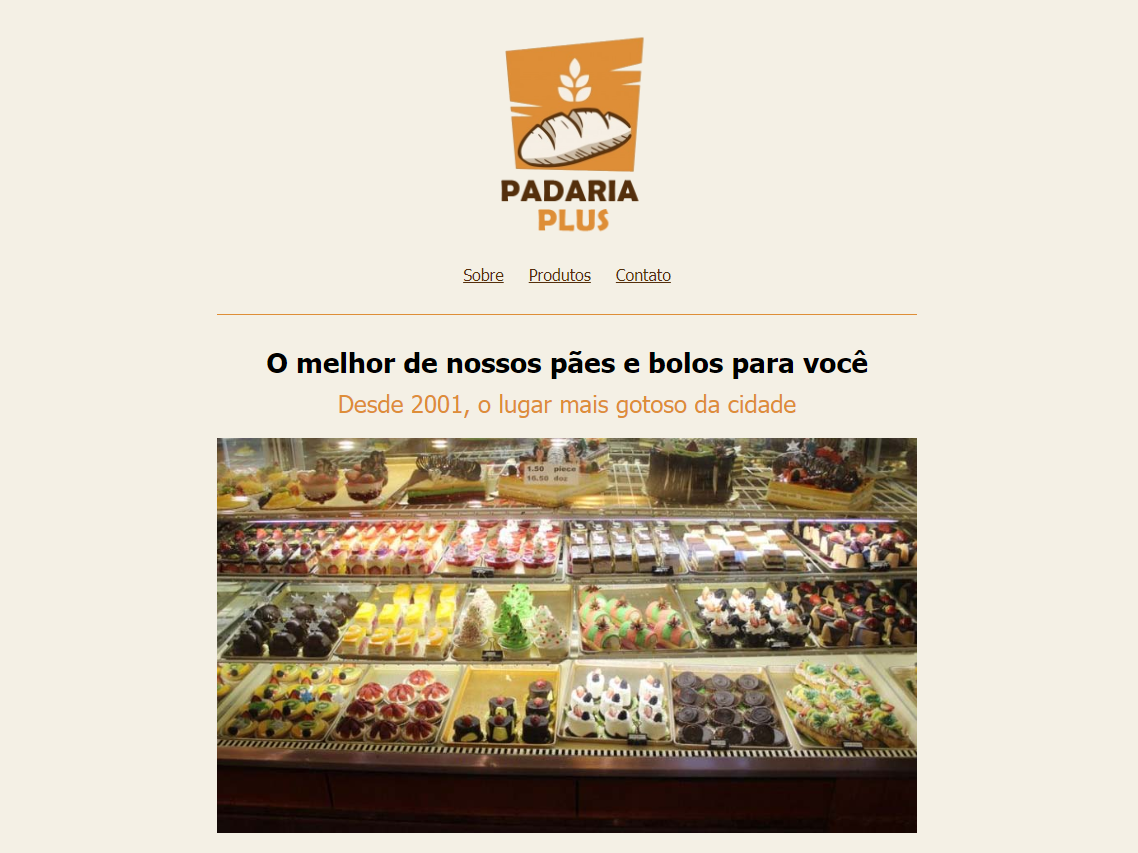 PADARIA
PLUS
Sobre Produtos Contato
O melhor de nossos pães e bolos para você
Desde 2001, o lugar mais gotoso da cidade
1.50 piece
16.50 doz